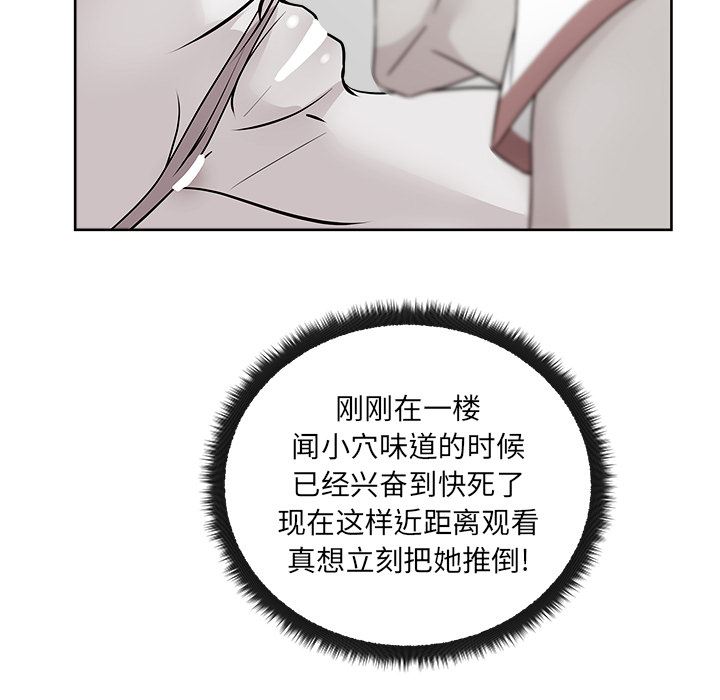 刚刚在一楼
闻小穴味道的时候
已经兴奋到快死了
现在这样近距离观看
真想立刻把她推倒!